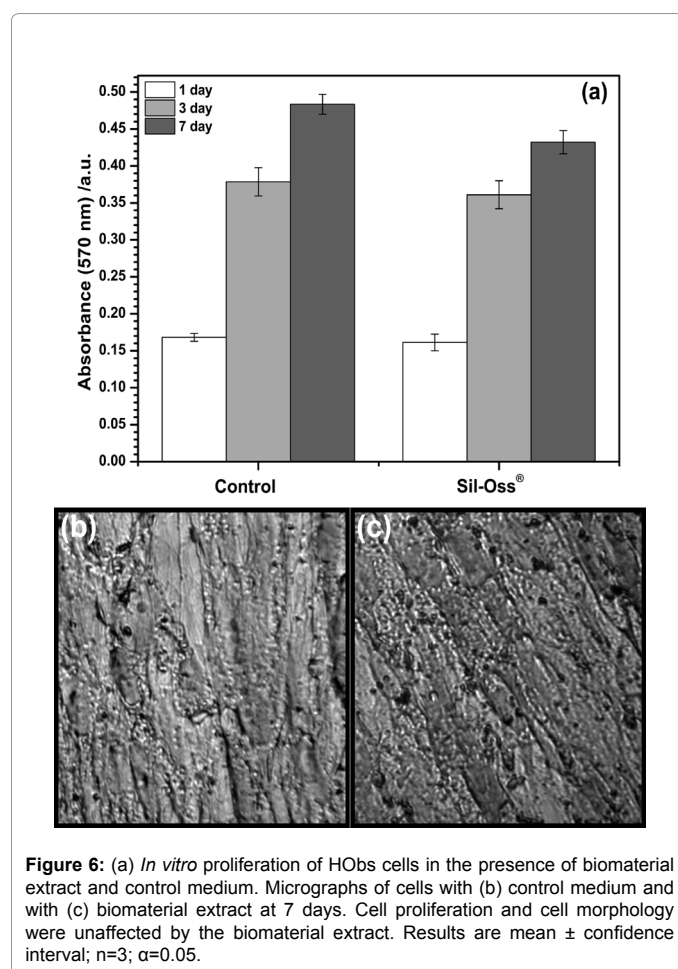 (a)
1 day
3 day
7 day
0.50
0.45
0.40
0.35
0.30
0.25
0.20
0.15
0.10
0.05
0.00
Absorbance (570 nm) /a.u.
Control
Sil-Oss®
(b)
(c)
Figure 6: (a) In vitro proliferation of HObs cells in the presence of biomaterial
extract and control medium. Micrographs of cells with (b) control medium and
with (c) biomaterial extract at 7 days. Cell proliferation and cell morphology
were unaffected by the biomaterial extract. Results are mean ± confidence
interval; n=3; α=0.05.